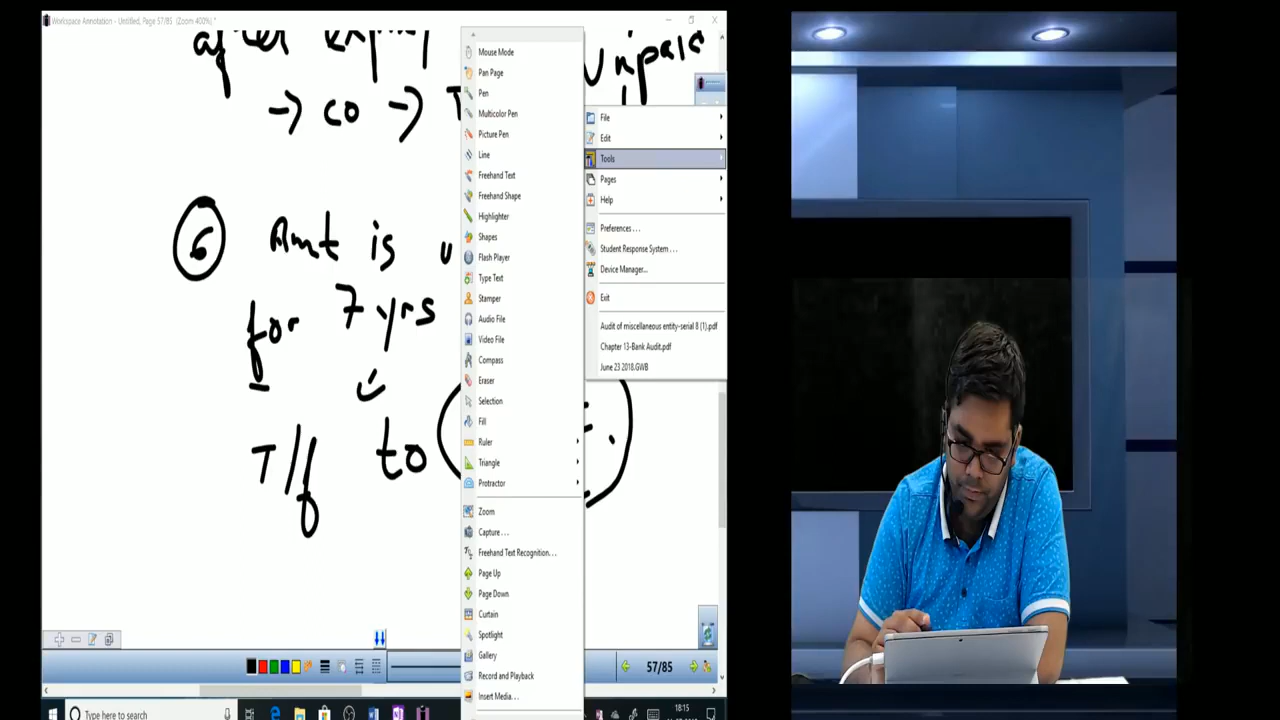 Workspace Annotation - Untitled, Page 57/85 (Zoom 400%) *
after Unpaid
→ co →
6 Amt is
for 7 yrs
T/f to
Mouse Mode
Pan Page
Pen
Multicolor Pen
Picture Pen
Line
Freehand Text
Freehand Shape
Highlighter
Shapes
Flash Player
Type Text
Stamper
Audio File
Video File
Compass
Eraser
Selection
Fill
Ruler
Triangle
Protractor
Zoom
Capture...
Freehand Text Recognition...
Page Up
Page Down
Curtain
Spotlight
Gallery
Record and Playback
Insert Media...
File
Edit
Tools
Pages
Help
Preferences...
Student Response System...
Device Manager...
Exit
Audit of miscellaneous entity-serial 8 (1).pdf
Chapter 13-Bank Audit.pdf
June 23 2018.GWB
57/85
Type here to search
18:15